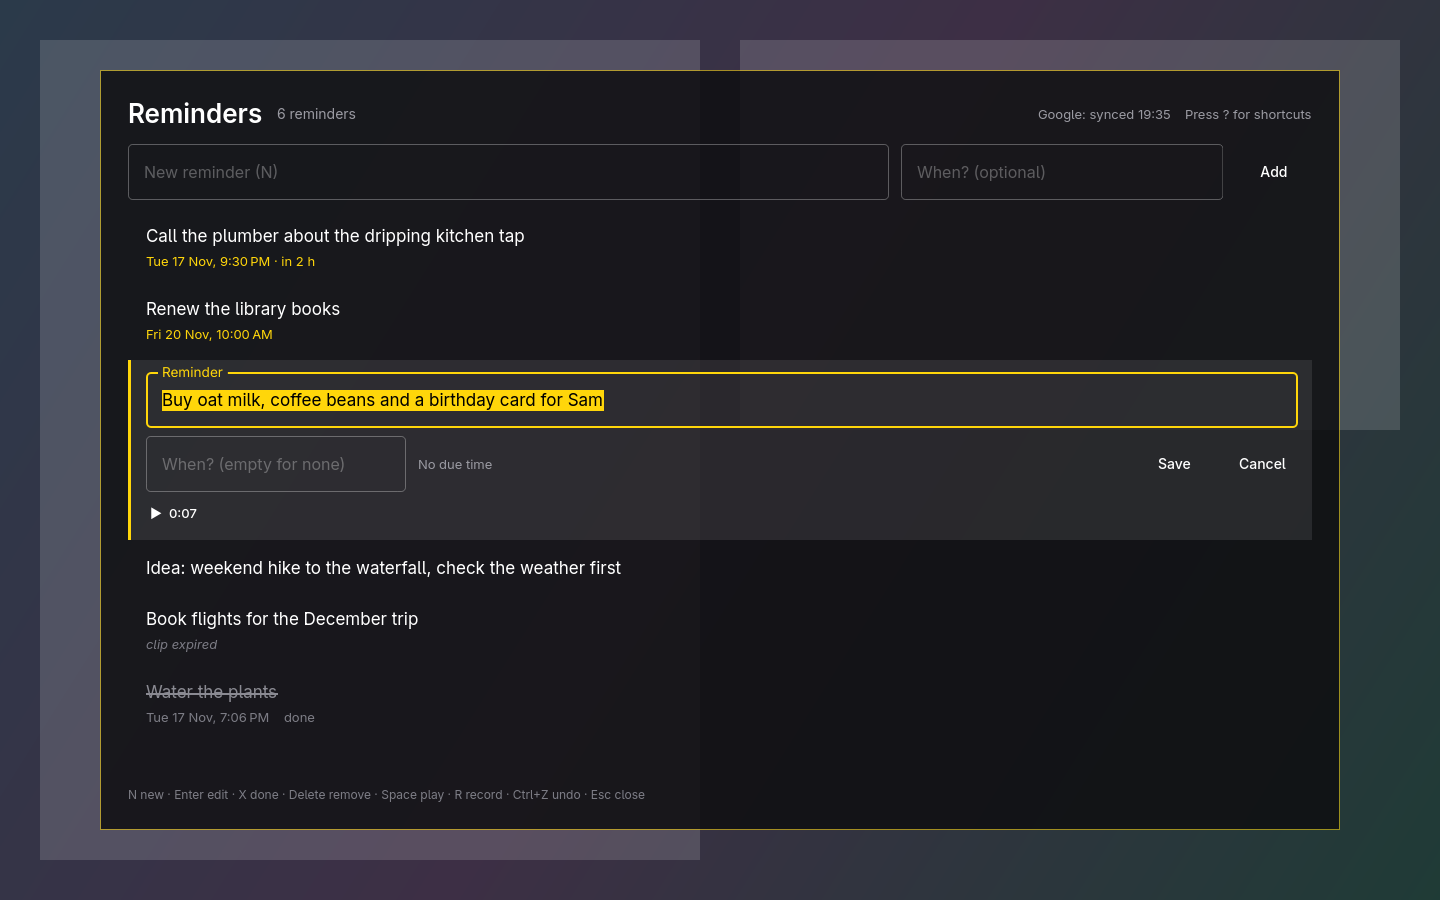 Reminders 6 reminders Google: synced 19:35 Press ? for shortcuts
New reminder (N) When? (optional) Add
Call the plumber about the dripping kitchen tap
Tue 17 Nov, 9:30 PM · in 2 h
Renew the library books
Fri 20 Nov, 10:00 AM
Reminder
Buy oat milk, coffee beans and a birthday card for Sam
When? (empty for none) No due time Save Cancel
▶ 0:07
Idea: weekend hike to the waterfall, check the weather first
Book flights for the December trip
clip expired
Water the plants
Tue 17 Nov, 7:06 PM done
N new · Enter edit · X done · Delete remove · Space play · R record · Ctrl+Z undo · Esc close